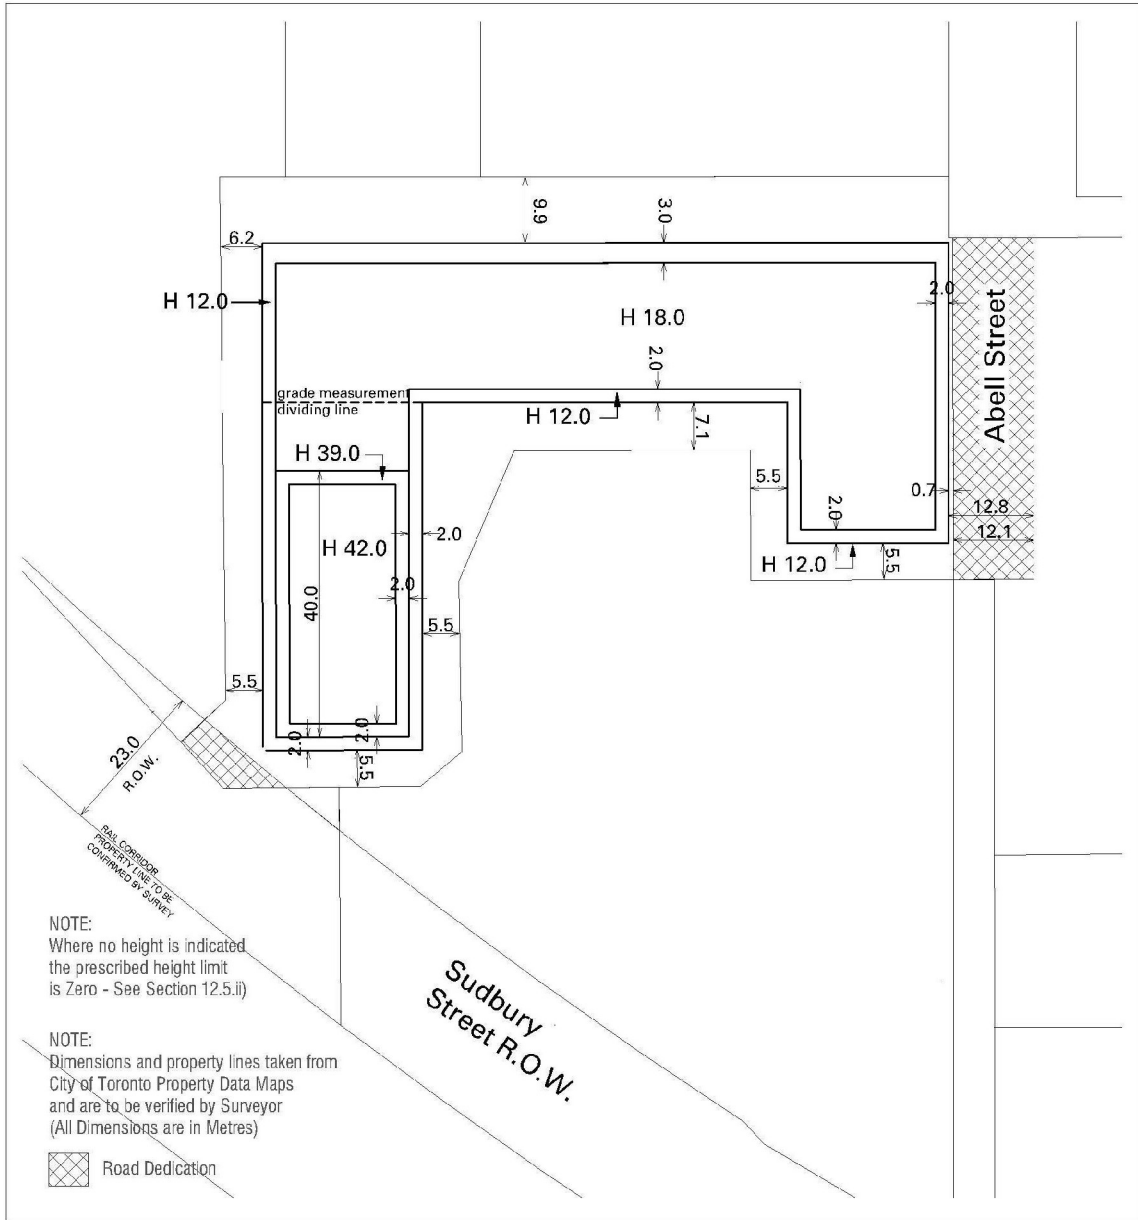 9.9
3.0
6.2
H 12.0
2.0
H 18.0
Abell Street
2.0
grade measurement
dividing line
H 12.0
7.1
H 39.0
5.5
0.7
12.8
2.0
12.1
H 42.0
2.0
H 12.0
5.5
2.0
40.0
5.5
5.5
2.0
2.0
5.5
23.0
R.O.W.
RAIL CORRIDOR
PROPERTY LINE TO BE
CONFIRMED BY SURVEY
NOTE:
Where no height is indicated
the prescribed height limit
is Zero - See Section 12.5.ii)
Sudbury
Street R.O.W.
NOTE:
Dimensions and property lines taken from
City of Toronto Property Data Maps
and are to be verified by Surveyor
(All Dimensions are in Metres)
Road Dedication